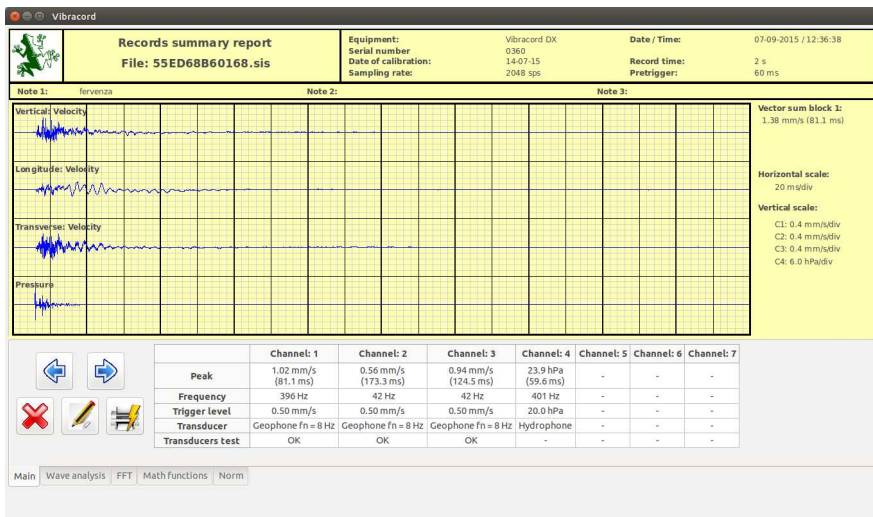 Vibracord
Records summary report
File: 55ED68B60168.sis
Equipment: Vibracord DX
Serial number 0360
Date of calibration: 14-07-15
Sampling rate: 2048 sps
Date / Time: 07-09-2015 / 12:36:38
Record time: 2 s
Pretrigger: 60 ms
Note 1: fervenza Note 2: Note 3:
Vertical: Velocity
Longitude: Velocity
Transverse: Velocity
Pressure
Vector sum block 1:
1.38 mm/s (81.1 ms)
Horizontal scale:
20 ms/div
Vertical scale:
C1: 0.4 mm/s/div
C2: 0.4 mm/s/div
C3: 0.4 mm/s/div
C4: 6.0 hPa/div
Channel: 1 Channel: 2 Channel: 3 Channel: 4 Channel: 5 Channel: 6 Channel: 7
Peak 1.02 mm/s (81.1 ms) 0.56 mm/s (173.3 ms) 0.94 mm/s (124.5 ms) 23.9 hPa (59.6 ms) - - -
Frequency 396 Hz 42 Hz 42 Hz 401 Hz - - -
Trigger level 0.50 mm/s 0.50 mm/s 0.50 mm/s 20.0 hPa - - -
Transducer Geophone fn = 8 Hz Geophone fn = 8 Hz Geophone fn = 8 Hz Hydrophone - - -
Transducers test OK OK OK - - - -
Main Wave analysis FFT Math functions Norm